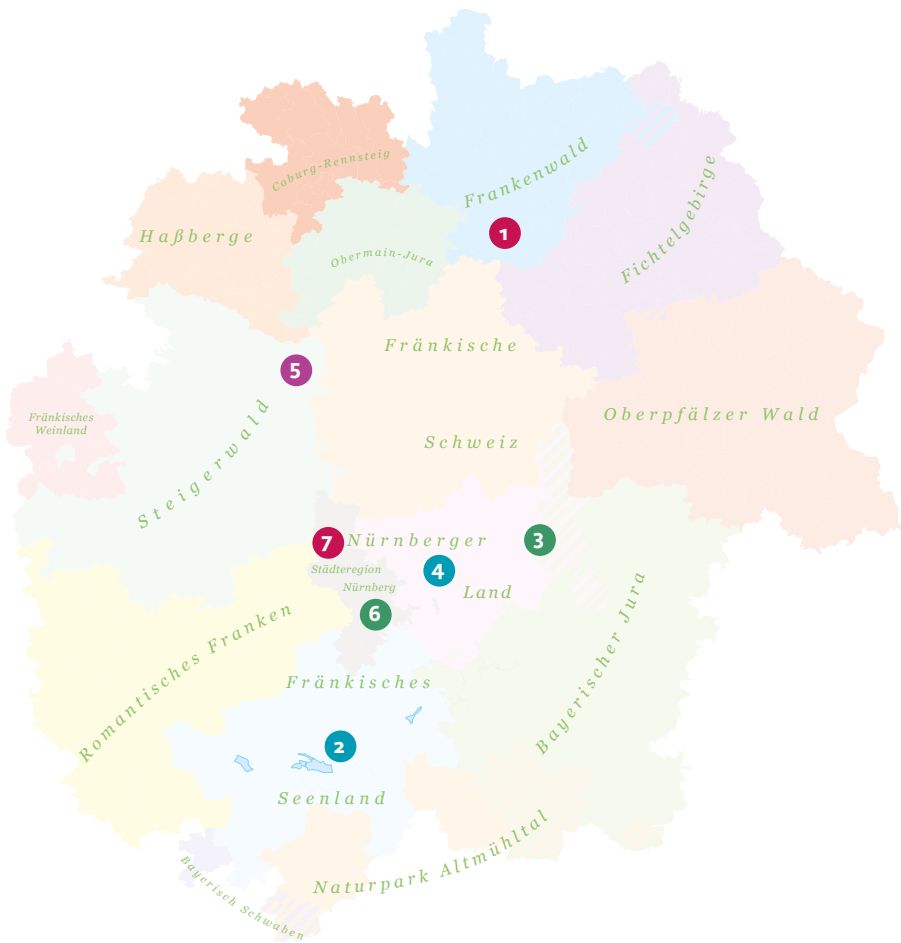 Coburg-Rennsteig
Frankenwald
Fichtelgebirge
1
Haßberge
Obermain-Jura
Fränkische
5
Fränkisches
Weinland
Oberpfälzer Wald
Schweiz
Steigerwald
7
Nürnberger
3
Städteregion
4
Nürnberg
Land
6
Romantisches Franken
Bayerischer Jura
Fränkisches
2
Seenland
Naturpark Altmühltal
Bayerisch Schwaben